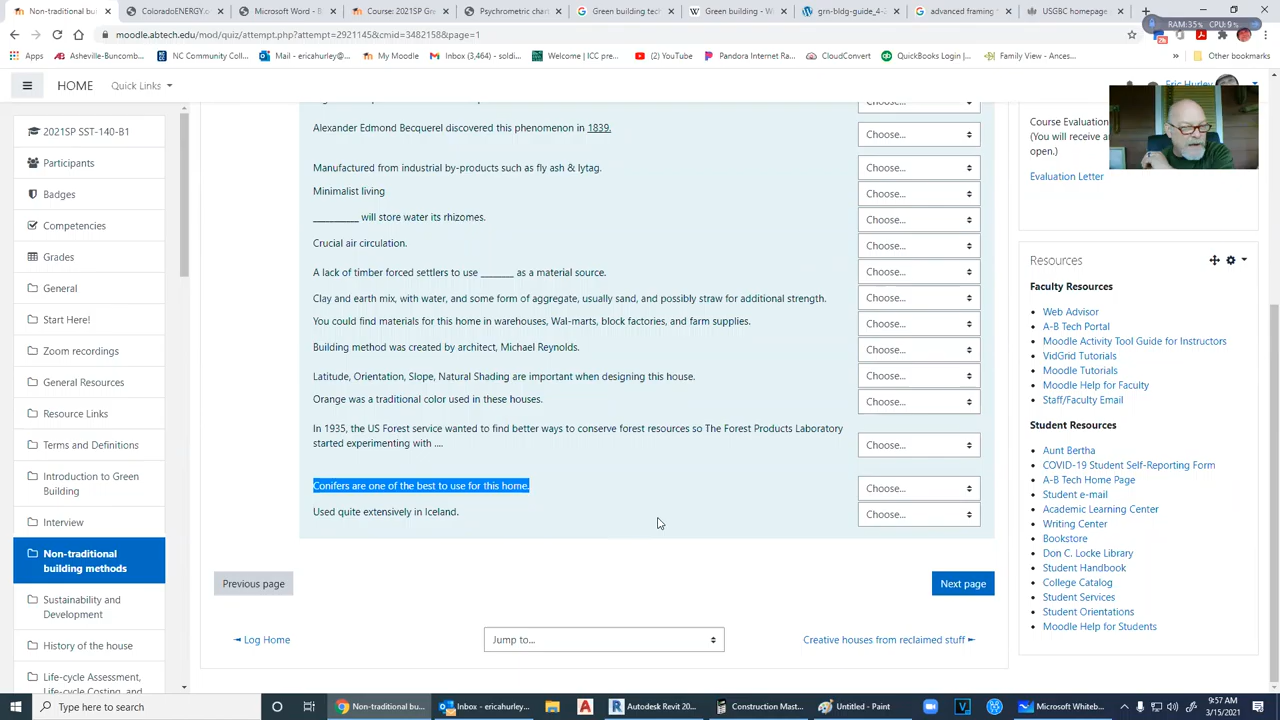 Non-traditional bu
ColoradoENERGY.c
Microsoft Word - B
Course: 2021SP Gre
Psychrometric char
Green building tec
Green building - W
grn-bldg-guide_4-2
advanced framing
USGBC homepage
RAM:35% CPU: 9%
moodle.abtech.edu/mod/quiz/attempt.php?attempt=2921145&cmid=3482158&page=1
Apps
Asheville-Buncomb...
NC Community Coll...
Mail - ericahurley@...
My Moodle
Inbox (3,464) - soldi...
Welcome | ICC pre...
(2) YouTube
Pandora Internet Ra...
CloudConvert
QuickBooks Login |...
Family View - Ances...
Other bookmarks
HOME
Quick Links
Eric Hurley
2021SP SST-140-B1
Participants
Badges
Competencies
Grades
General
Start Here!
Zoom recordings
General Resources
Resource Links
Terms and Definitions
Introduction to Green
Building
Interview
Non-traditional
building methods
Sustainability and
Development
History of the house
Life-cycle Assessment,
Life-cycle Costing, and
Choose...
Alexander Edmond Becquerel discovered this phenomenon in 1839.
Choose...
Manufactured from industrial by-products such as fly ash & lytag.
Choose...
Minimalist living
Choose...
__________ will store water its rhizomes.
Choose...
Crucial air circulation.
Choose...
A lack of timber forced settlers to use _______ as a material source.
Choose...
Clay and earth mix, with water, and some form of aggregate, usually sand, and possibly straw for additional strength.
Choose...
You could find materials for this home in warehouses, Wal-marts, block factories, and farm supplies.
Choose...
Building method was created by architect, Michael Reynolds.
Choose...
Latitude, Orientation, Slope, Natural Shading are important when designing this house.
Choose...
Orange was a traditional color used in these houses.
Choose...
In 1935, the US Forest service wanted to find better ways to conserve forest resources so The Forest Products Laboratory
started experimenting with ....
Choose...
Conifers are one of the best to use for this home.
Choose...
Used quite extensively in Iceland.
Choose...
Previous page
Next page
◄ Log Home
Jump to...
Creative houses from reclaimed stuff ►
Course Evaluation
(You will receive a
open.)
Evaluation Letter
Resources
Faculty Resources
Web Advisor
A-B Tech Portal
Moodle Activity Tool Guide for Instructors
VidGrid Tutorials
Moodle Tutorials
Moodle Help for Faculty
Staff/Faculty Email
Student Resources
Aunt Bertha
COVID-19 Student Self-Reporting Form
A-B Tech Home Page
Student e-mail
Academic Learning Center
Writing Center
Bookstore
Don C. Locke Library
Student Handbook
College Catalog
Student Services
Student Orientations
Moodle Help for Students
Type here to search
Non-traditional bu...
Inbox - ericahurley...
Autodesk Revit 20...
Construction Mast...
Untitled - Paint
Microsoft Whiteb...
9:57 AM
3/15/2021